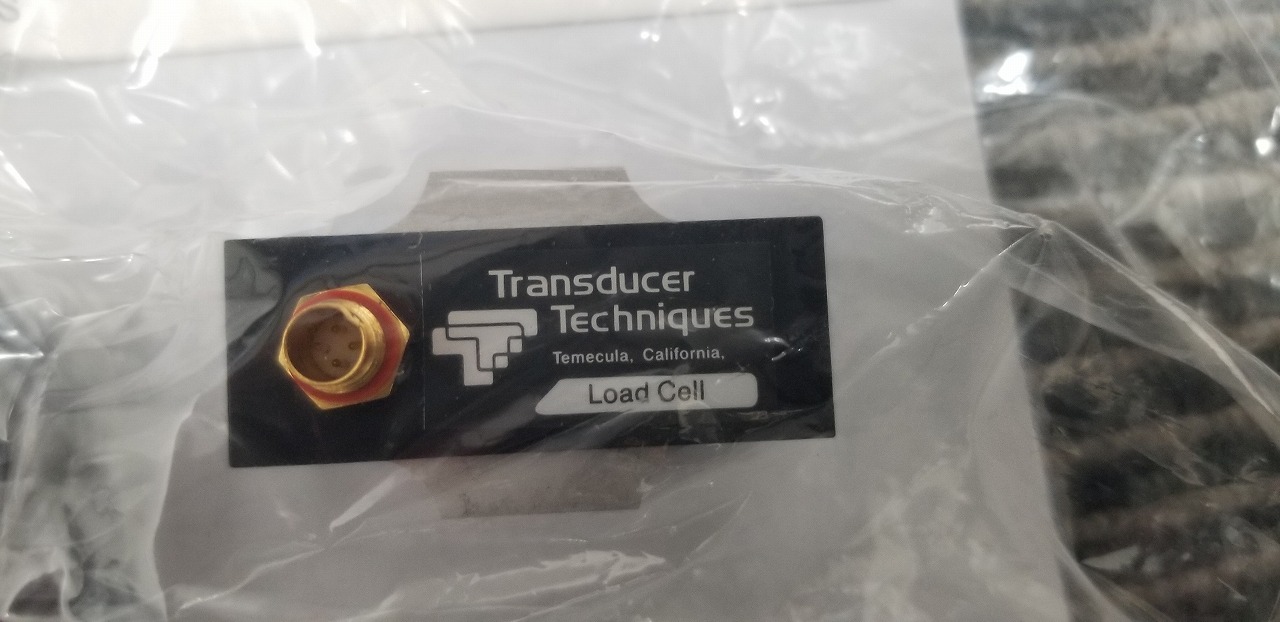 Transducer
Techniques
Temecula, California,
Load Cell